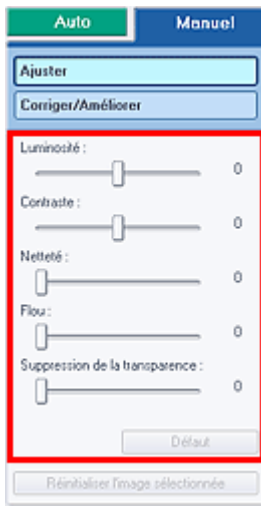 Auto Manuel
Ajuster
Corriger/Améliorer
Luminosité :
0
Contraste :
0
Netteté :
0
Flou :
0
Suppression de la transparence :
0
Défaut
Réinitialiser l'image sélectionnée